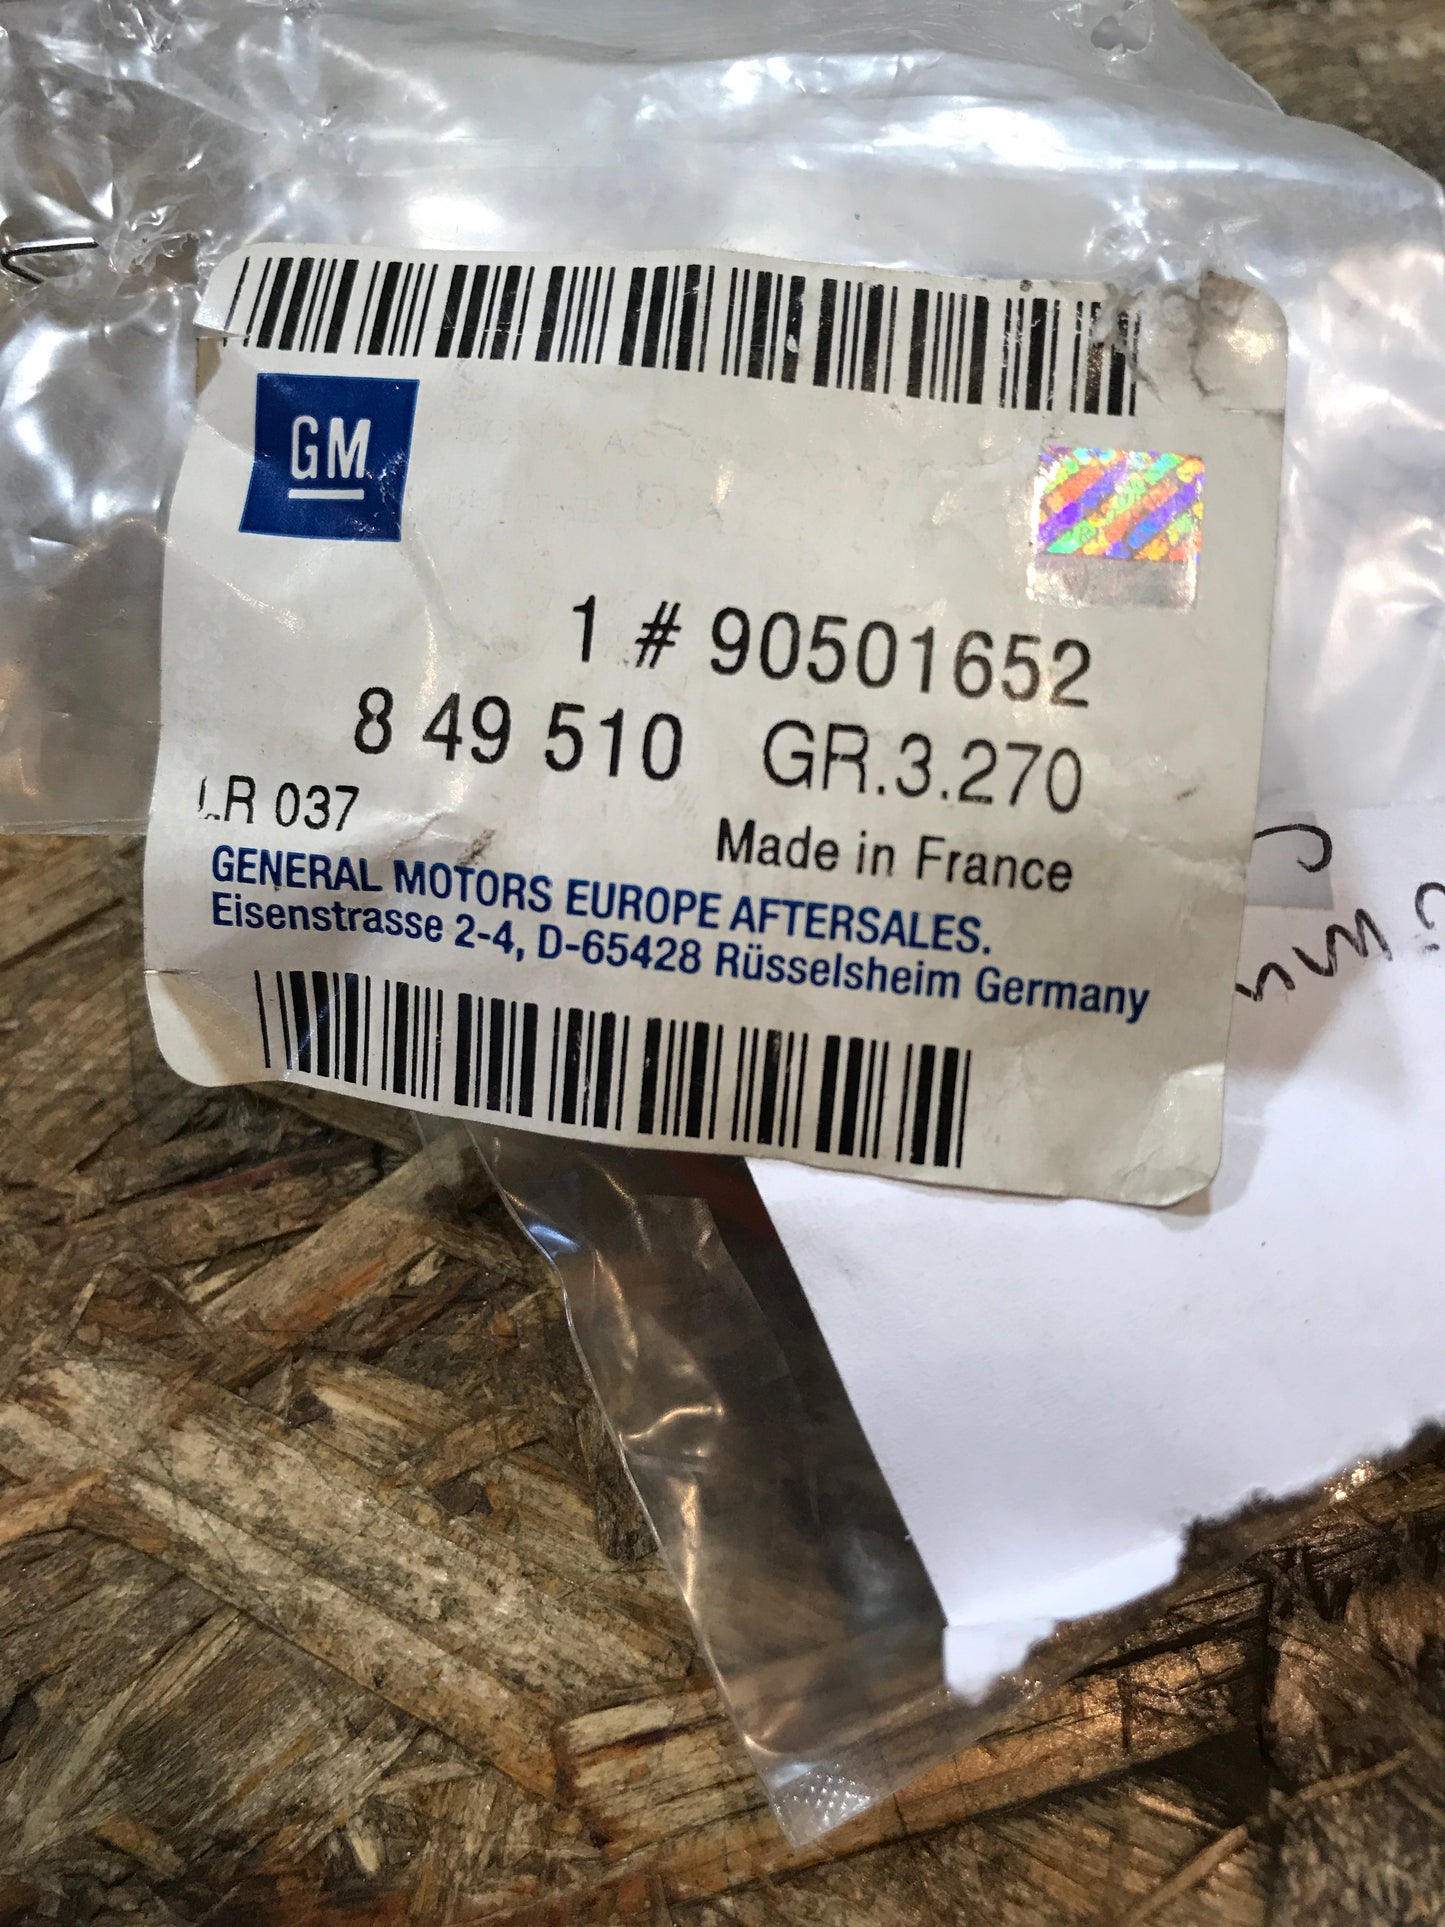 GM
1 # 90501652
8 49 510 GR.3.270
R 037
Made in France
GENERAL MOTORS EUROPE AFTERSALES.
Eisenstrasse 2-4, D-65428 Rüsselsheim Germany